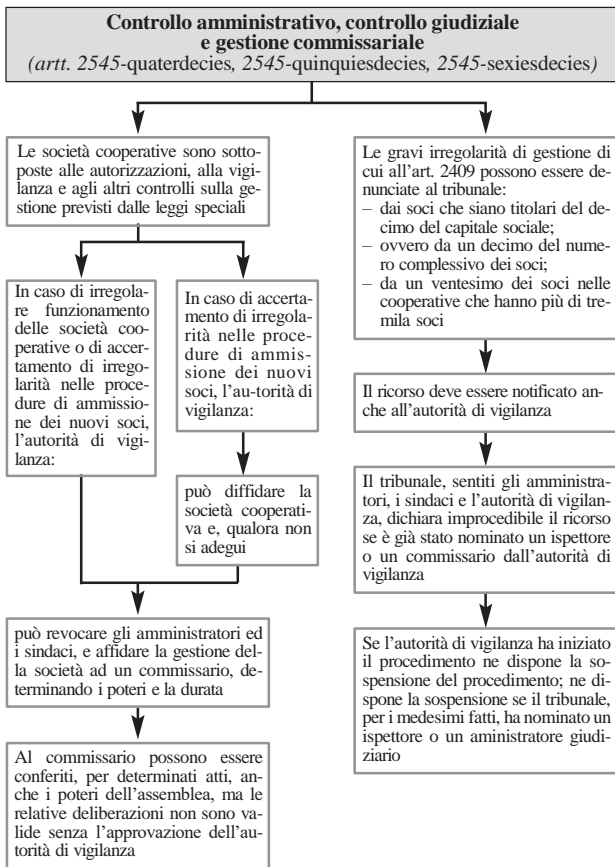 Controllo amministrativo, controllo giudiziale
e gestione commissariale
(artt. 2545-quaterdecies, 2545-quinquiesdecies, 2545-sexiesdecies)
Le società cooperative sono sotto-
poste alle autorizzazioni, alla vigi-
lanza e agli altri controlli sulla ge-
stione previsti dalle leggi speciali
In caso di irregola-
re funzionamento
delle società coo-
perative o di accer-
tamento di irrego-
larità nelle proce-
dure di ammissio-
ne dei nuovi soci,
l'autorità di vigi-
lanza:
In caso di accerta-
mento di irregola-
rità nelle proce-
dure di ammis-
sione dei nuovi
soci, l'au-torità di
vigilanza:
può diffidare la
società cooperati-
va e, qualora non
si adegui
può revocare gli amministratori ed
i sindaci, e affidare la gestione del-
la società ad un commissario, de-
terminando i poteri e la durata
Al commissario possono essere
conferiti, per determinati atti, an-
che i poteri dell'assemblea, ma le
relative deliberazioni non sono va-
lide senza l'approvazione dell'au-
torità di vigilanza
Le gravi irregolarità di gestione di
cui all'art. 2409 possono essere de-
nunciate al tribunale:
– dai soci che siano titolari del de-
cimo del capitale sociale;
– ovvero da un decimo del nume-
ro complessivo dei soci;
– da un ventesimo dei soci nelle
cooperative che hanno più di tre-
mila soci
Il ricorso deve essere notificato an-
che all'autorità di vigilanza
Il tribunale, sentiti gli amministra-
tori, i sindaci e l'autorità di vigilan-
za, dichiara improcedibile il ricorso
se è già stato nominato un ispettore
o un commissario dall'autorità di
vigilanza
Se l'autorità di vigilanza ha iniziato
il procedimento ne dispone la so-
spensione del procedimento; ne di-
spone la sospensione se il tribunale,
per i medesimi fatti, ha nominato un
ispettore o un aministratore giudi-
ziario